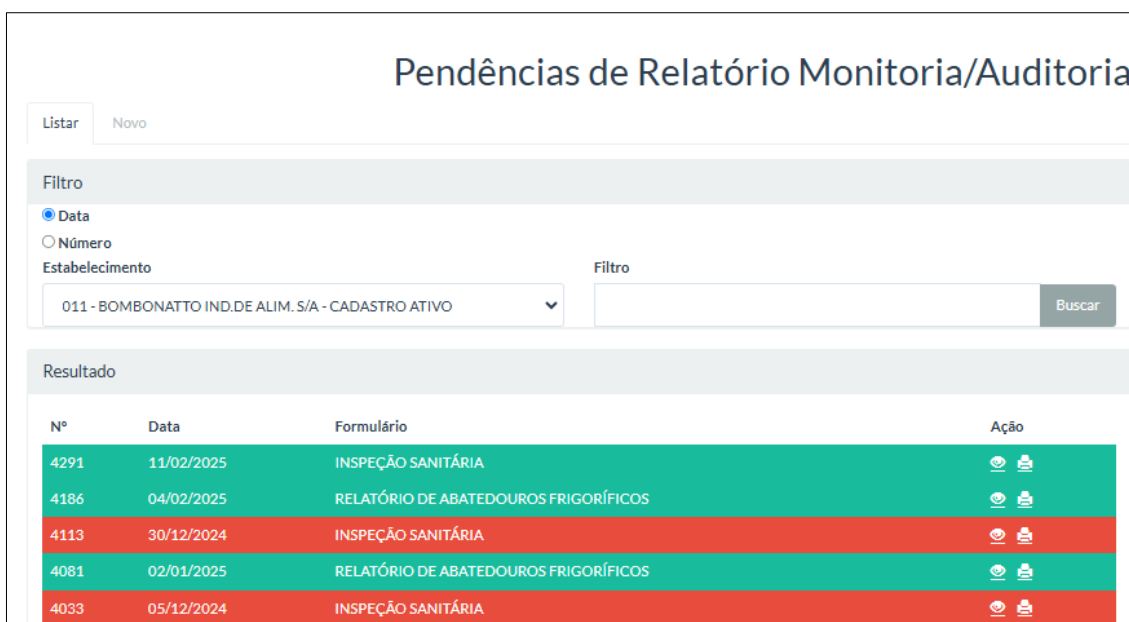 Pendências de Relatório Monitoria/Auditoria
Listar Novo
Filtro
Data
Número
Estabelecimento Filtro
011 - BOMBONATTO IND.DE ALIM. S/A - CADASTRO ATIVO Buscar
Resultado
Nº Data Formulário Ação
4291 11/02/2025 INSPEÇÃO SANITÁRIA
4186 04/02/2025 RELATÓRIO DE ABATEDOUROS FRIGORÍFICOS
4113 30/12/2024 INSPEÇÃO SANITÁRIA
4081 02/01/2025 RELATÓRIO DE ABATEDOUROS FRIGORÍFICOS
4033 05/12/2024 INSPEÇÃO SANITÁRIA